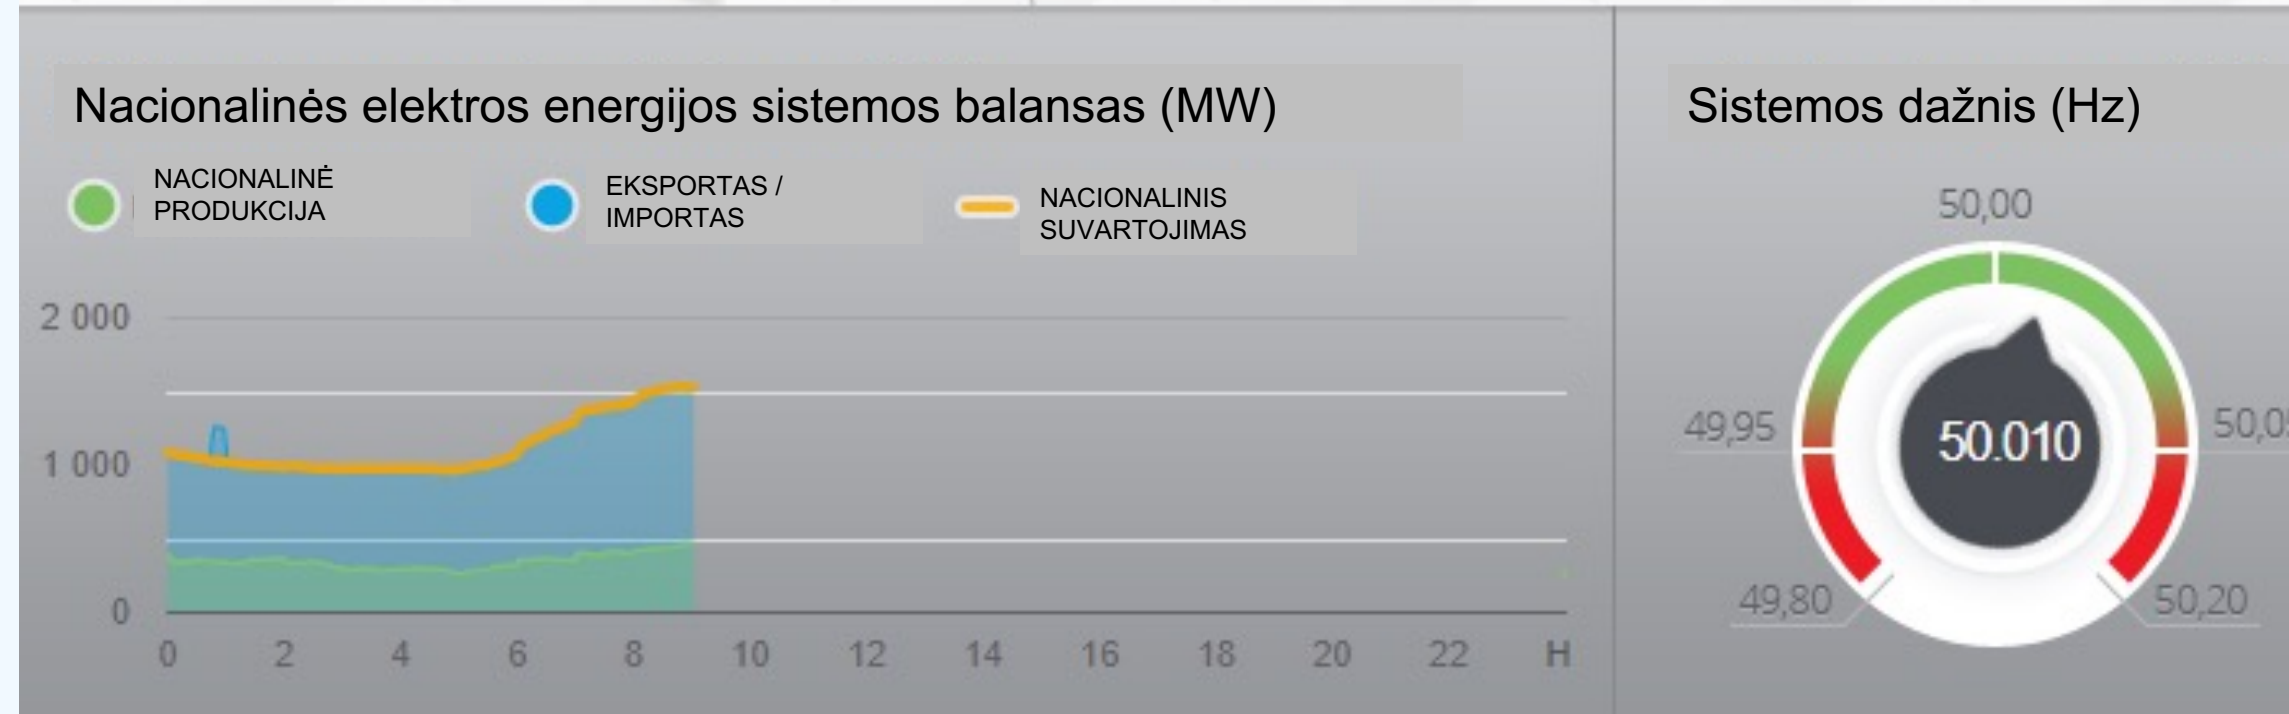 Nacionalinės elektros energijos sistemos balansas (MW)
NACIONALINĖ
PRODUKCIJA
EKSPORTAS /
IMPORTAS
NACIONALINIS
SUVARTOJIMAS
2 000
1 000
0
0 2 4 6 8 10 12 14 16 18 20 22 H
Sistemos dažnis (Hz)
50,00
49,95
50.010
49,80
50,20